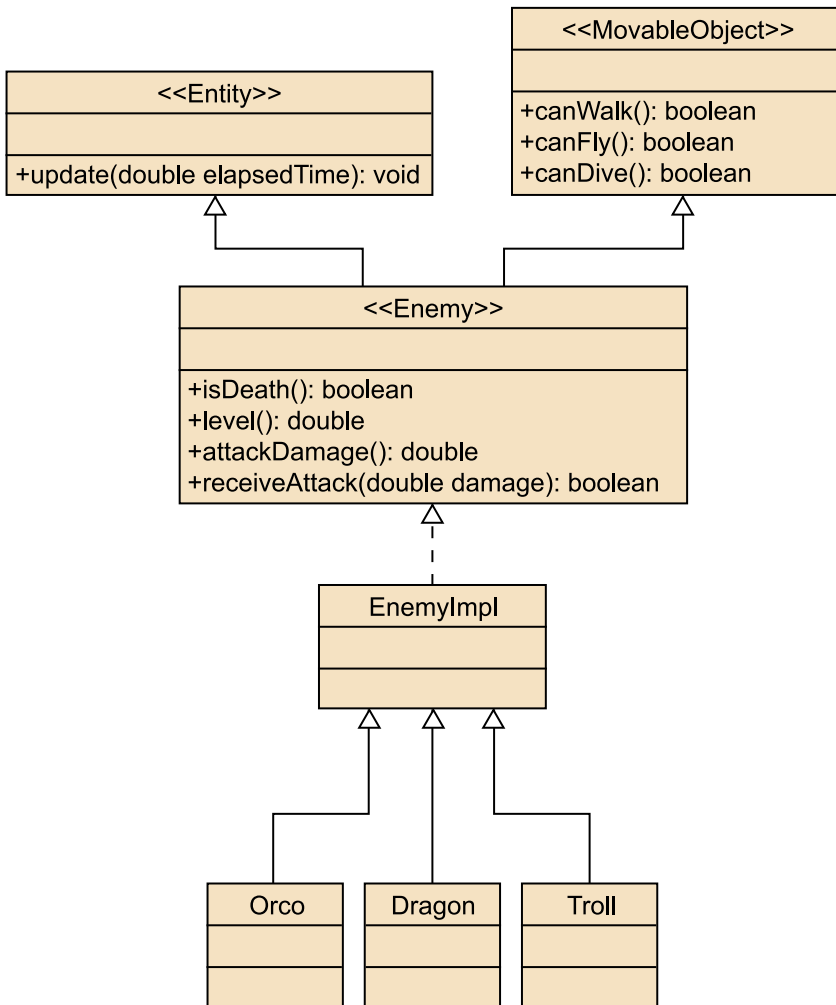 <<MovableObject>>
+canWalk(): boolean
+canFly(): boolean
+canDive(): boolean
<<Entity>>
+update(double elapsedTime): void
<<Enemy>>
+isDeath(): boolean
+level(): double
+attackDamage(): double
+receiveAttack(double damage): boolean
EnemyImpl
Orco
Dragon
Troll